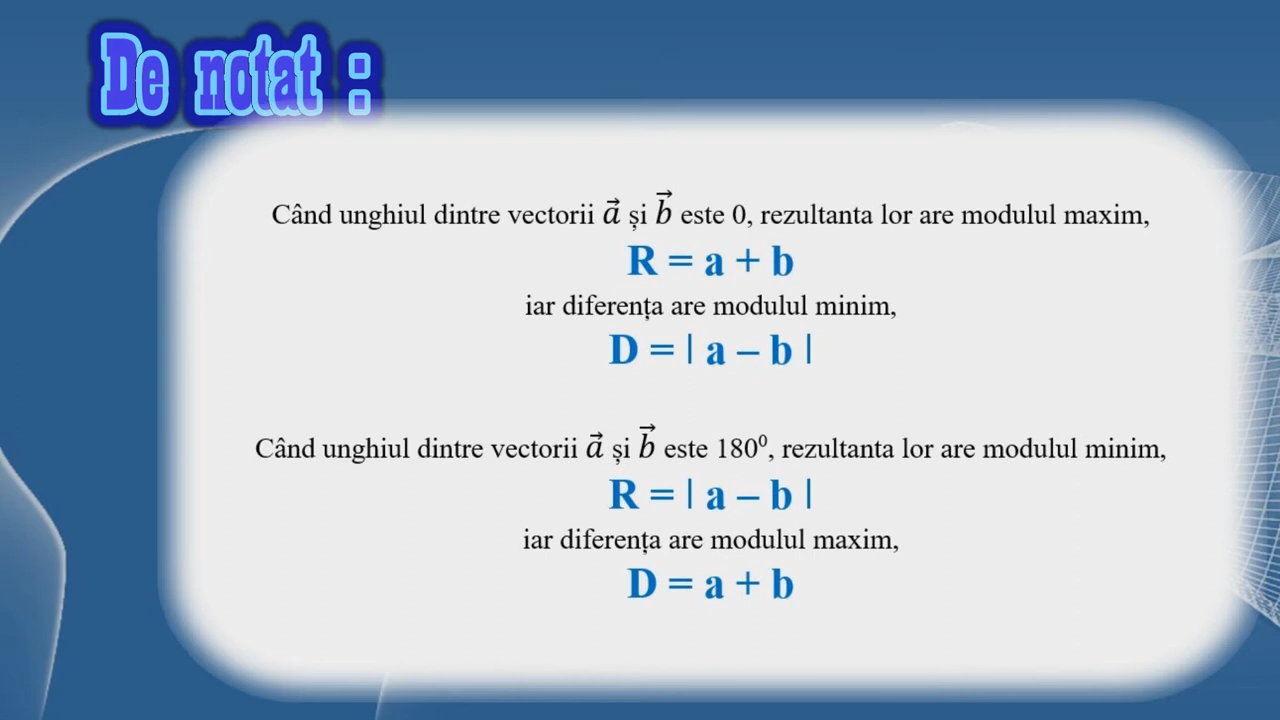 De notat :
Când unghiul dintre vectorii a⃗ și b⃗ este 0, rezultanta lor are modulul maxim,
R = a + b
iar diferența are modulul minim,
D = | a – b |
Când unghiul dintre vectorii a⃗ și b⃗ este 180⁰, rezultanta lor are modulul minim,
R = | a – b |
iar diferența are modulul maxim,
D = a + b